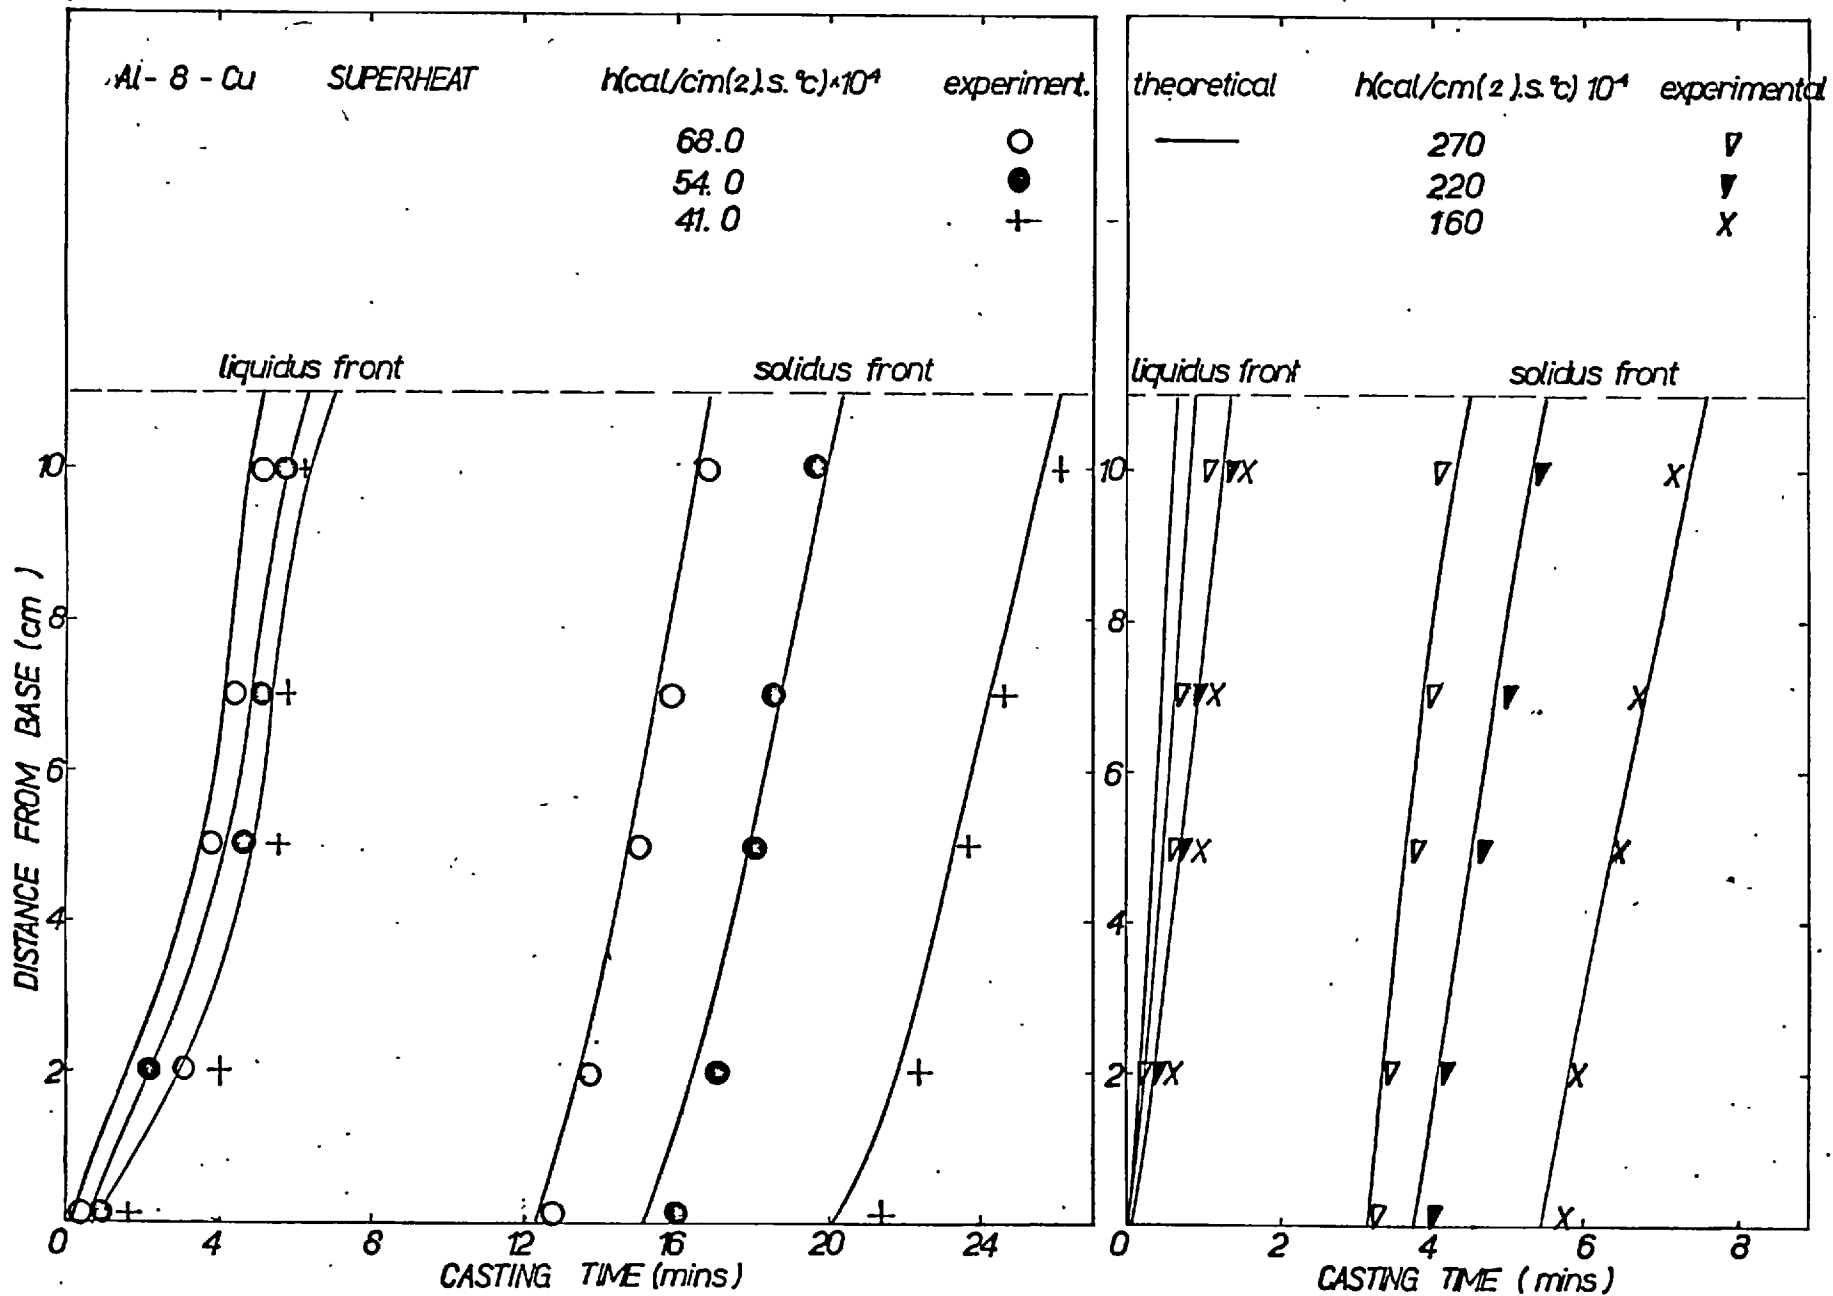 Al - 8 - Cu SUPERHEAT h(cal/cm(2).s.°c)×10⁴ experiment.
68.0
54.0
41.0
liquidus front solidus front
10
8
6
4
2
0 4 8 12 16 20 24
DISTANCE FROM BASE (cm)
CASTING TIME (mins)
theoretical h(cal/cm(2).s.°c) 10⁴ experimental
270
220
160
liquidus front solidus front
10
8
6
4
2
0 2 4 6 8
CASTING TIME (mins)